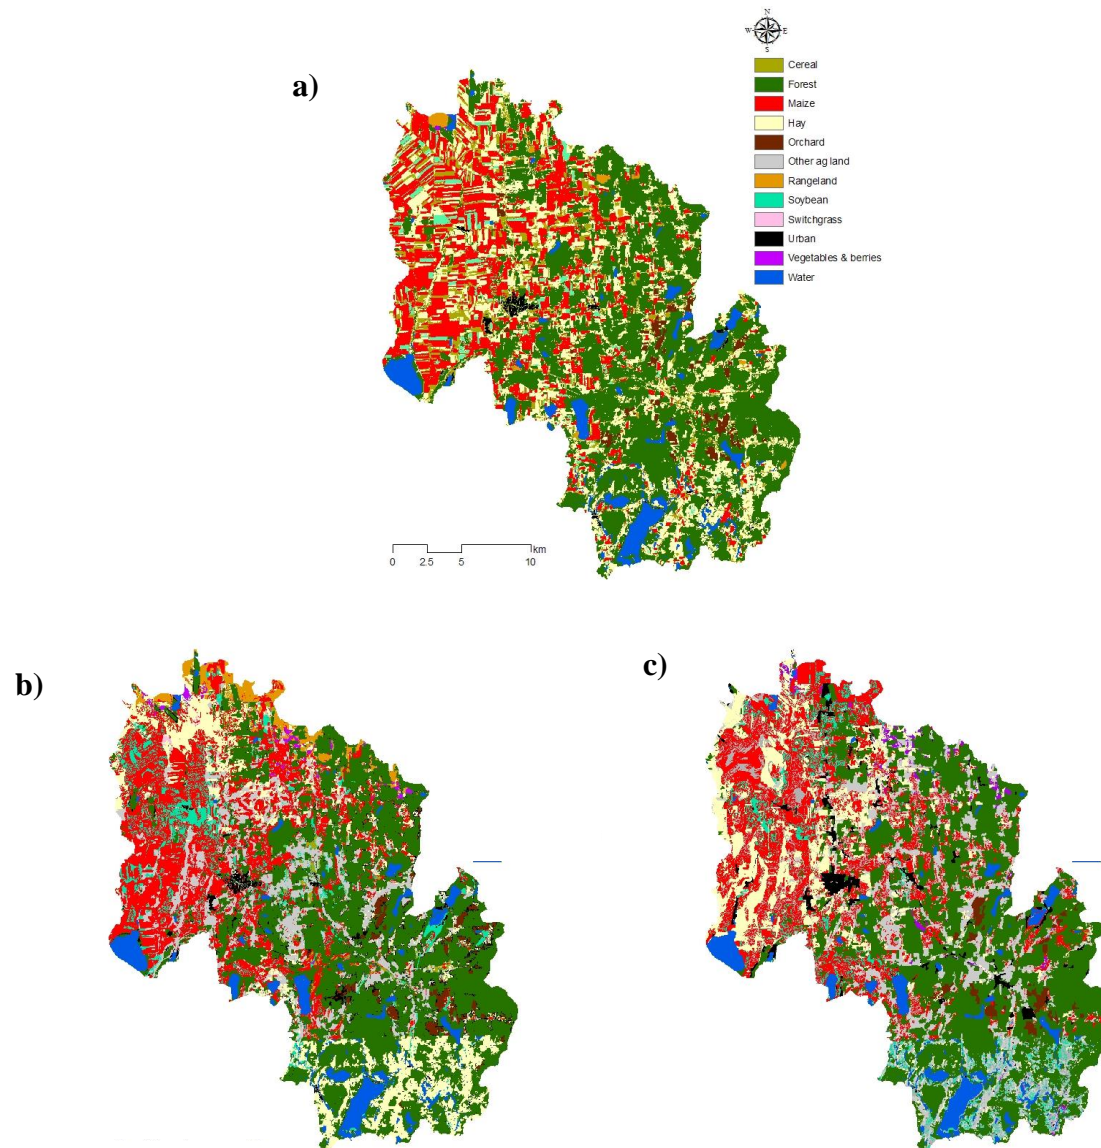 N
W E
S
a)
Cereal
Forest
Maize
Hay
Orchard
Other ag land
Rangeland
Soybean
Switchgrass
Urban
Vegetables & berries
Water
km
0 2.5 5 10
b)
c)